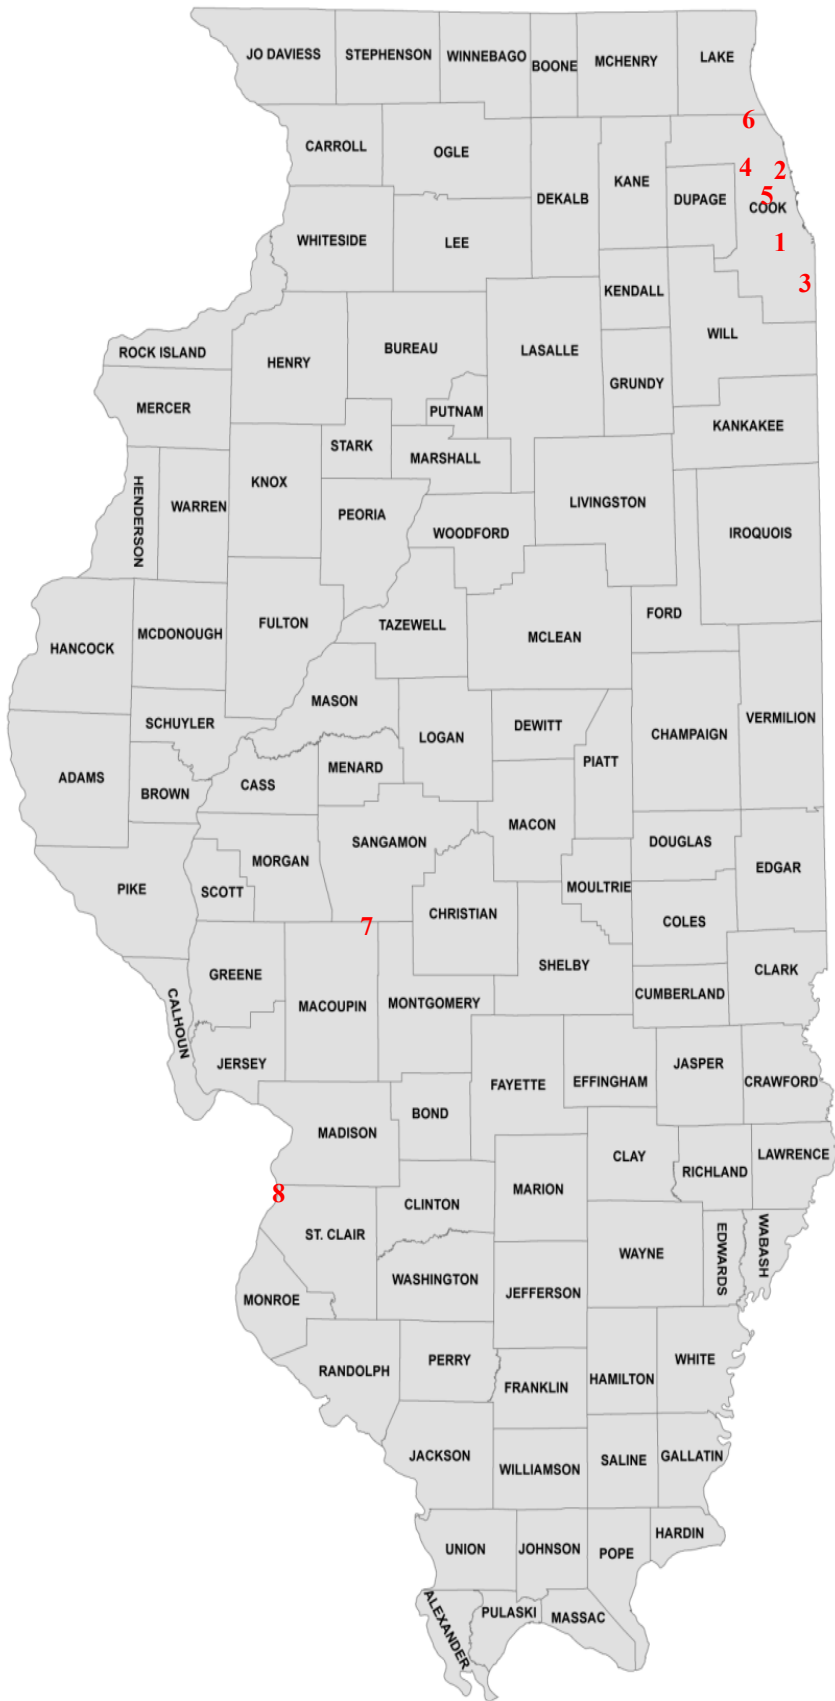 JO DAVIESS
STEPHENSON
WINNEBAGO
BOONE
MCHENRY
LAKE
6
CARROLL
OGLE
DEKALB
KANE
4
2
DUPAGE
5
COOK
WHITESIDE
LEE
1
KENDALL
3
ROCK ISLAND
HENRY
BUREAU
LASALLE
WILL
GRUNDY
MERCER
PUTNAM
KANKAKEE
STARK
MARSHALL
HENDERSON
WARREN
KNOX
PEORIA
LIVINGSTON
WOODFORD
IROQUOIS
HANCOCK
MCDONOUGH
FULTON
TAZEWELL
MCLEAN
FORD
MASON
SCHUYLER
LOGAN
DEWITT
PIATT
CHAMPAIGN
VERMILION
ADAMS
BROWN
CASS
MENARD
MACON
SANGAMON
DOUGLAS
EDGAR
PIKE
SCOTT
MORGAN
MOULTRIE
CHRISTIAN
COLES
7
SHELBY
CLARK
GREENE
CALHOUN
MACOUPIN
MONTGOMERY
CUMBERLAND
JERSEY
FAYETTE
EFFINGHAM
JASPER
CRAWFORD
MADISON
BOND
CLAY
RICHLAND
LAWRENCE
8
CLINTON
MARION
ST. CLAIR
WAYNE
EDWARDS
WABASH
WASHINGTON
MONROE
JEFFERSON
RANDOLPH
PERRY
FRANKLIN
HAMILTON
WHITE
JACKSON
WILLIAMSON
SALINE
GALLATIN
UNION
JOHNSON
POPE
HARDIN
ALEXANDER
PULASKI
MASSAC